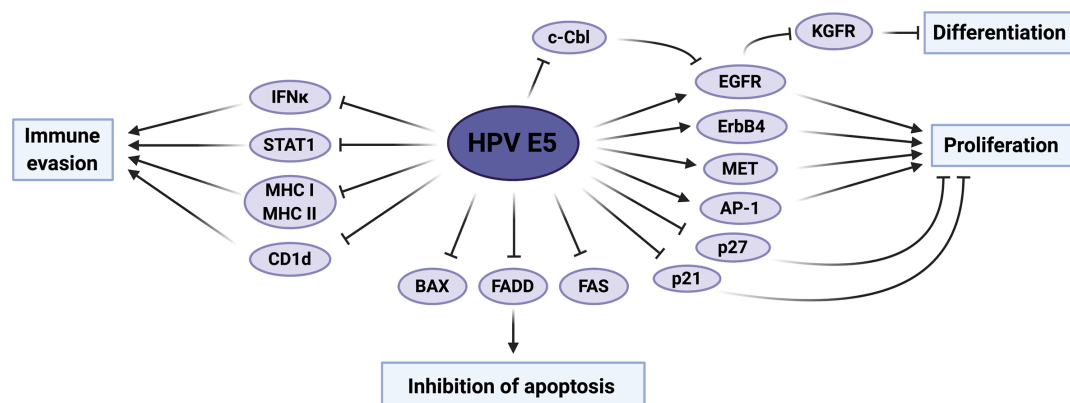 c-Cbl
KGFR
Differentiation
EGFR
IFNκ
ErbB4
Immune
evasion
STAT1
HPV E5
Proliferation
MET
MHC I
MHC II
AP-1
p27
CD1d
p21
BAX
FADD
FAS
Inhibition of apoptosis